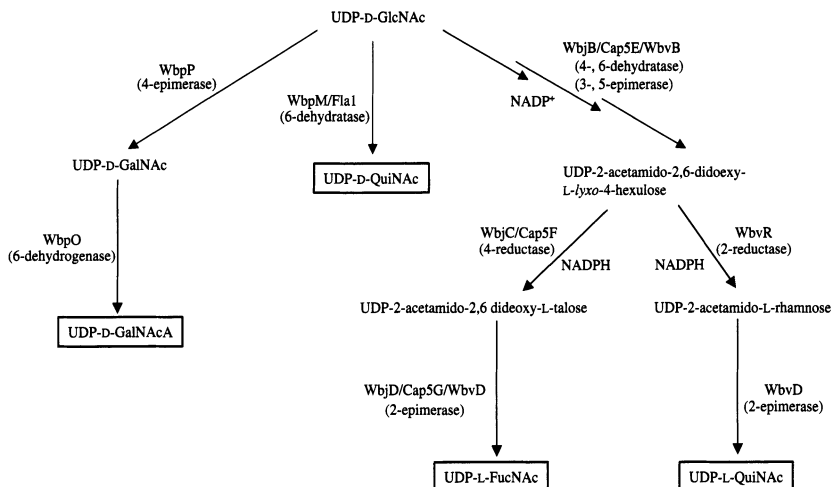 UDP-D-GlcNAc
WbpP
(4-epimerase)
WbpM/Fla1
(6-dehydratase)
WbjB/Cap5E/WbvB
(4-, 6-dehydratase)
(3-, 5-epimerase)
NADP+
UDP-D-GalNAc
UDP-D-QuiNAc
UDP-2-acetamido-2,6-didoexy-
L-lyxo-4-hexulose
WbpO
(6-dehydrogenase)
WbjC/Cap5F
(4-reductase)
NADPH
WbvR
(2-reductase)
NADPH
UDP-D-GalNAcA
UDP-2-acetamido-2,6 dideoxy-L-talose
UDP-2-acetamido-L-rhamnose
WbjD/Cap5G/WbvD
(2-epimerase)
WbvD
(2-epimerase)
UDP-L-FucNAc
UDP-L-QuiNAc